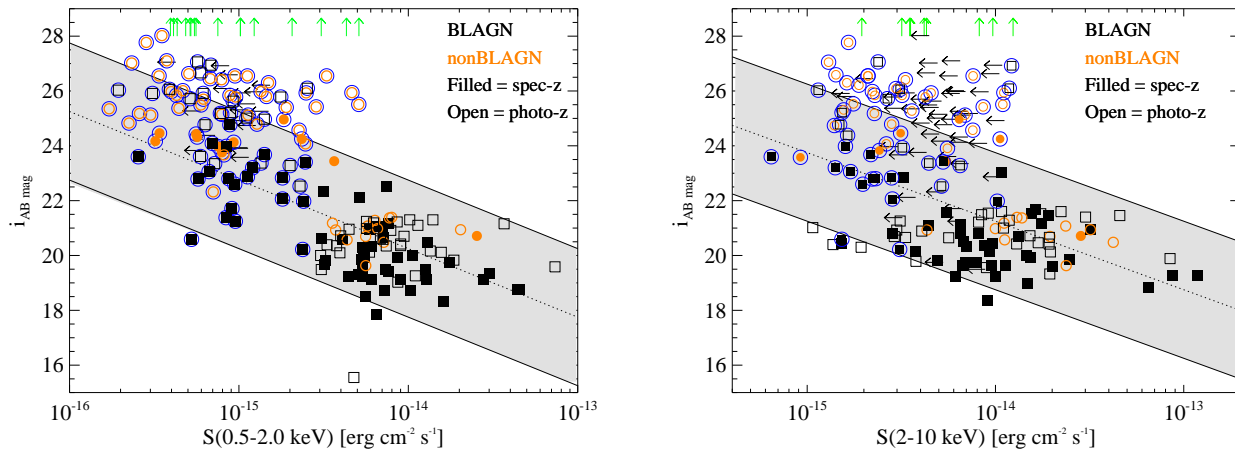 28
26
24
22
20
18
16
i_AB mag
10^-16
10^-15
10^-14
10^-13
S(0.5-2.0 keV) [erg cm^-2 s^-1]
BLAGN
nonBLAGN
Filled = spec-z
Open = photo-z
28
26
24
22
20
18
16
i_AB mag
10^-15
10^-14
10^-13
S(2-10 keV) [erg cm^-2 s^-1]
BLAGN
nonBLAGN
Filled = spec-z
Open = photo-z